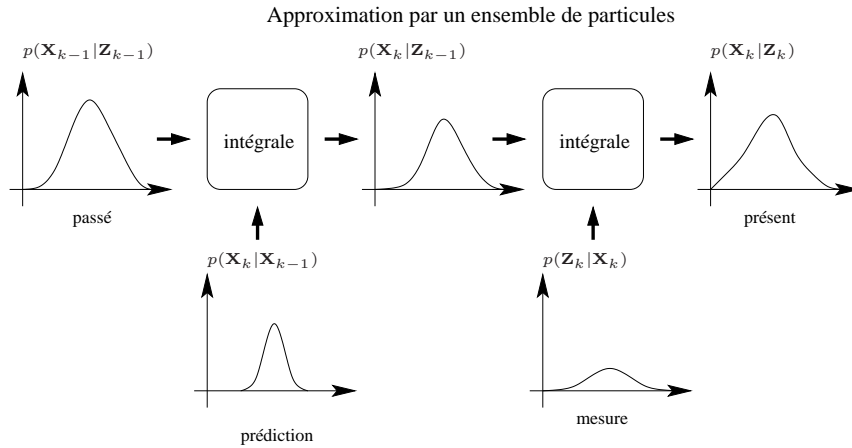 Approximation par un ensemble de particules
p(X_{k−1}|Z_{k−1})
p(X_k|Z_{k−1})
p(X_k|Z_k)
intégrale
intégrale
passé
présent
p(X_k|X_{k−1})
p(Z_k|X_k)
prédiction
mesure